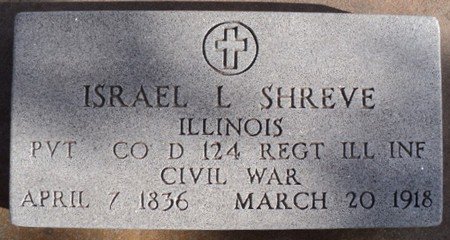 ISRAEL L SHREVE
ILLINOIS
PVT CO D 124 REGT ILL INF
CIVIL WAR
APRIL 7 1836 MARCH 20 1918